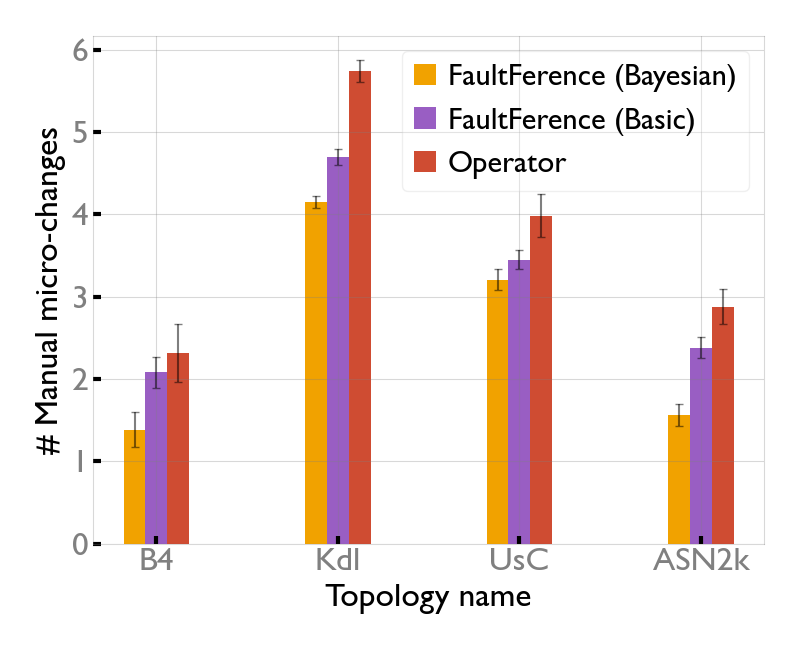 6
5
4
3
2
1
0
# Manual micro-changes
FaultFerence (Bayesian)
FaultFerence (Basic)
Operator
B4 Kdl UsC ASN2k
Topology name